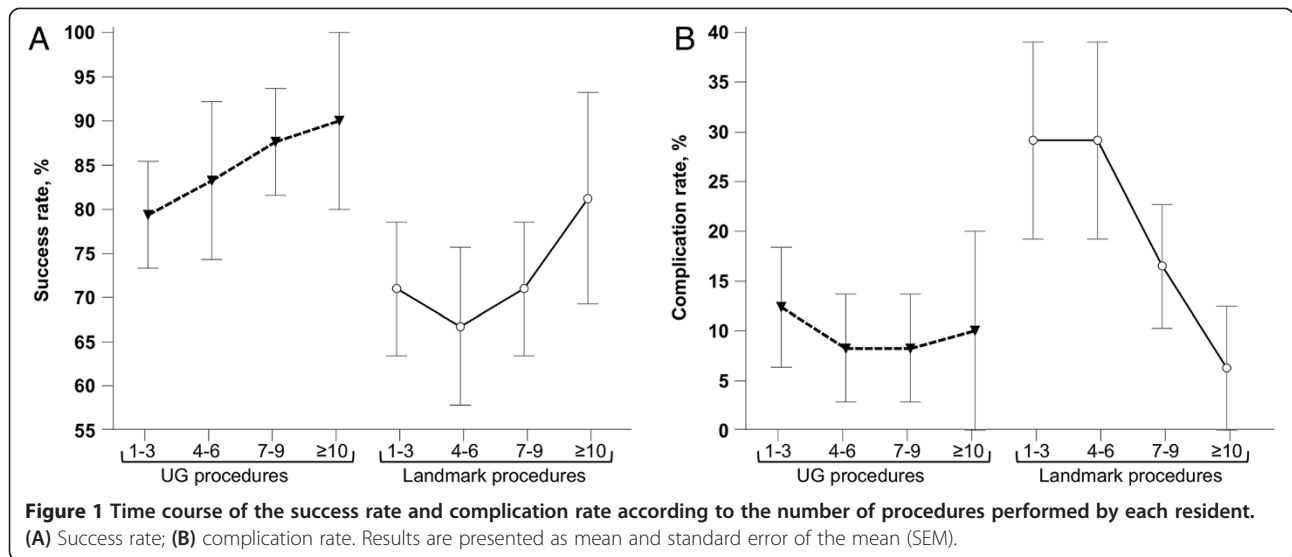 A
100
95
90
85
80
75
70
65
60
55
Success rate, %
1-3 4-6 7-9 ≥10 1-3 4-6 7-9 ≥10
UG procedures Landmark procedures
B
40
35
30
25
20
15
10
5
0
Complication rate, %
1-3 4-6 7-9 ≥10 1-3 4-6 7-9 ≥10
UG procedures Landmark procedures
Figure 1 Time course of the success rate and complication rate according to the number of procedures performed by each resident.
(A) Success rate; (B) complication rate. Results are presented as mean and standard error of the mean (SEM).